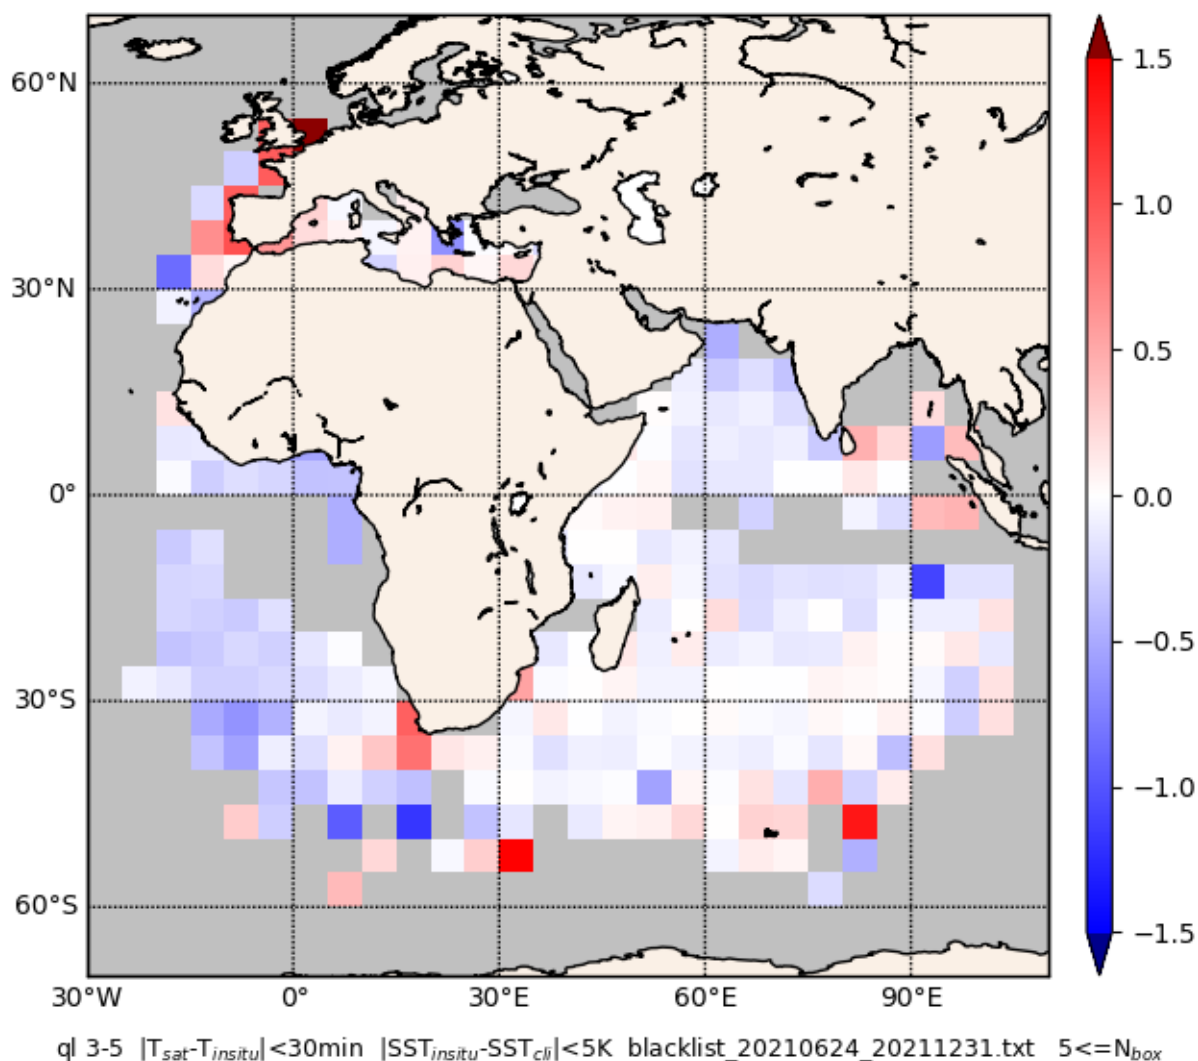 60°N
30°N
0°
30°S
60°S
30°W 0° 30°E 60°E 90°E
1.5
1.0
0.5
0.0
−0.5
−1.0
−1.5
ql 3-5 |T_sat-T_insitu|<30min |SST_insitu-SST_cli|<5K blacklist_20210624_20211231.txt 5<=N_box